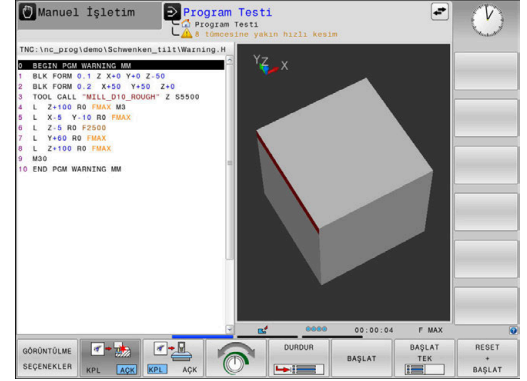 Manuel İşletim
Program Testi
Program Testi
8 tümcesine yakın hızlı kesim
TNC:\nc_prog\demo\Schwenken_tilt\Warning.H
0 BEGIN PGM WARNING MM
1 BLK FORM 0.1 Z X+0 Y+0 Z-50
2 BLK FORM 0.2 X+50 Y+50 Z+0
3 TOOL CALL "MILL_D10_ROUGH" Z S5500
4 L Z+100 R0 FMAX M3
5 L X-5 Y-10 R0 FMAX
6 L Z-5 R0 F2500
7 L Y+60 R0 FMAX
8 L Z+100 R0 FMAX
9 M30
10 END PGM WARNING MM
Y Z X
00:00:04 F MAX
GÖRÜNTÜLME
SEÇENEKLER
KPL AÇK
KPL AÇK
DURDUR
BAŞLAT
BAŞLAT
TEK
RESET
+
BAŞLAT